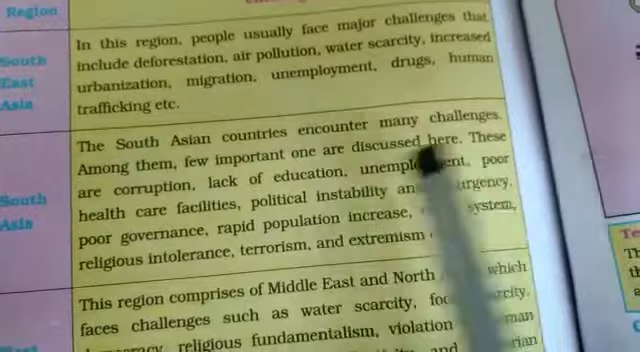 Region
South
East
Asia
In this region, people usually face major challenges that
include deforestation, air pollution, water scarcity, increased
urbanization, migration, unemployment, drugs, human
trafficking etc.
South
Asia
The South Asian countries encounter many challenges.
Among them, few important one are discussed here. These
are corruption, lack of education, poor
health care facilities, political instability
poor governance, rapid population increase, system,
religious intolerance, terrorism, and extremism
This region comprises of Middle East and North which
faces challenges such as water scarcity,
religious fundamentalism, violation
and